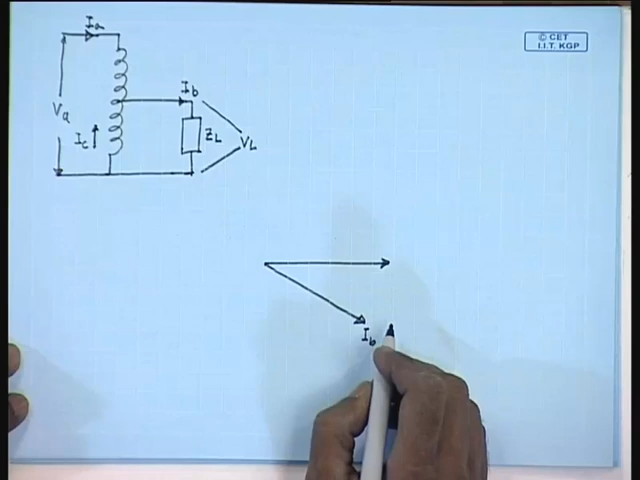 © CET
I.I.T. KGP
Ia
Ib
Va
Ic
ZL
VL
Ib